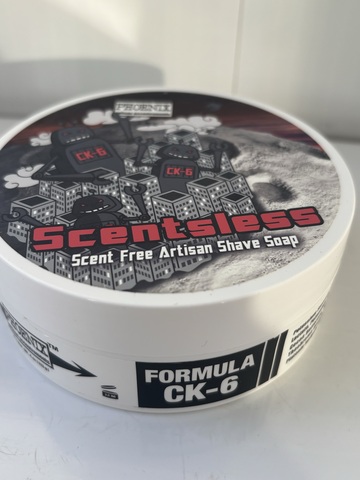 PHOENIX
CK-6
CK-6
Scentsless
Scent Free Artisan Shave Soap
FORMULA
CK-6